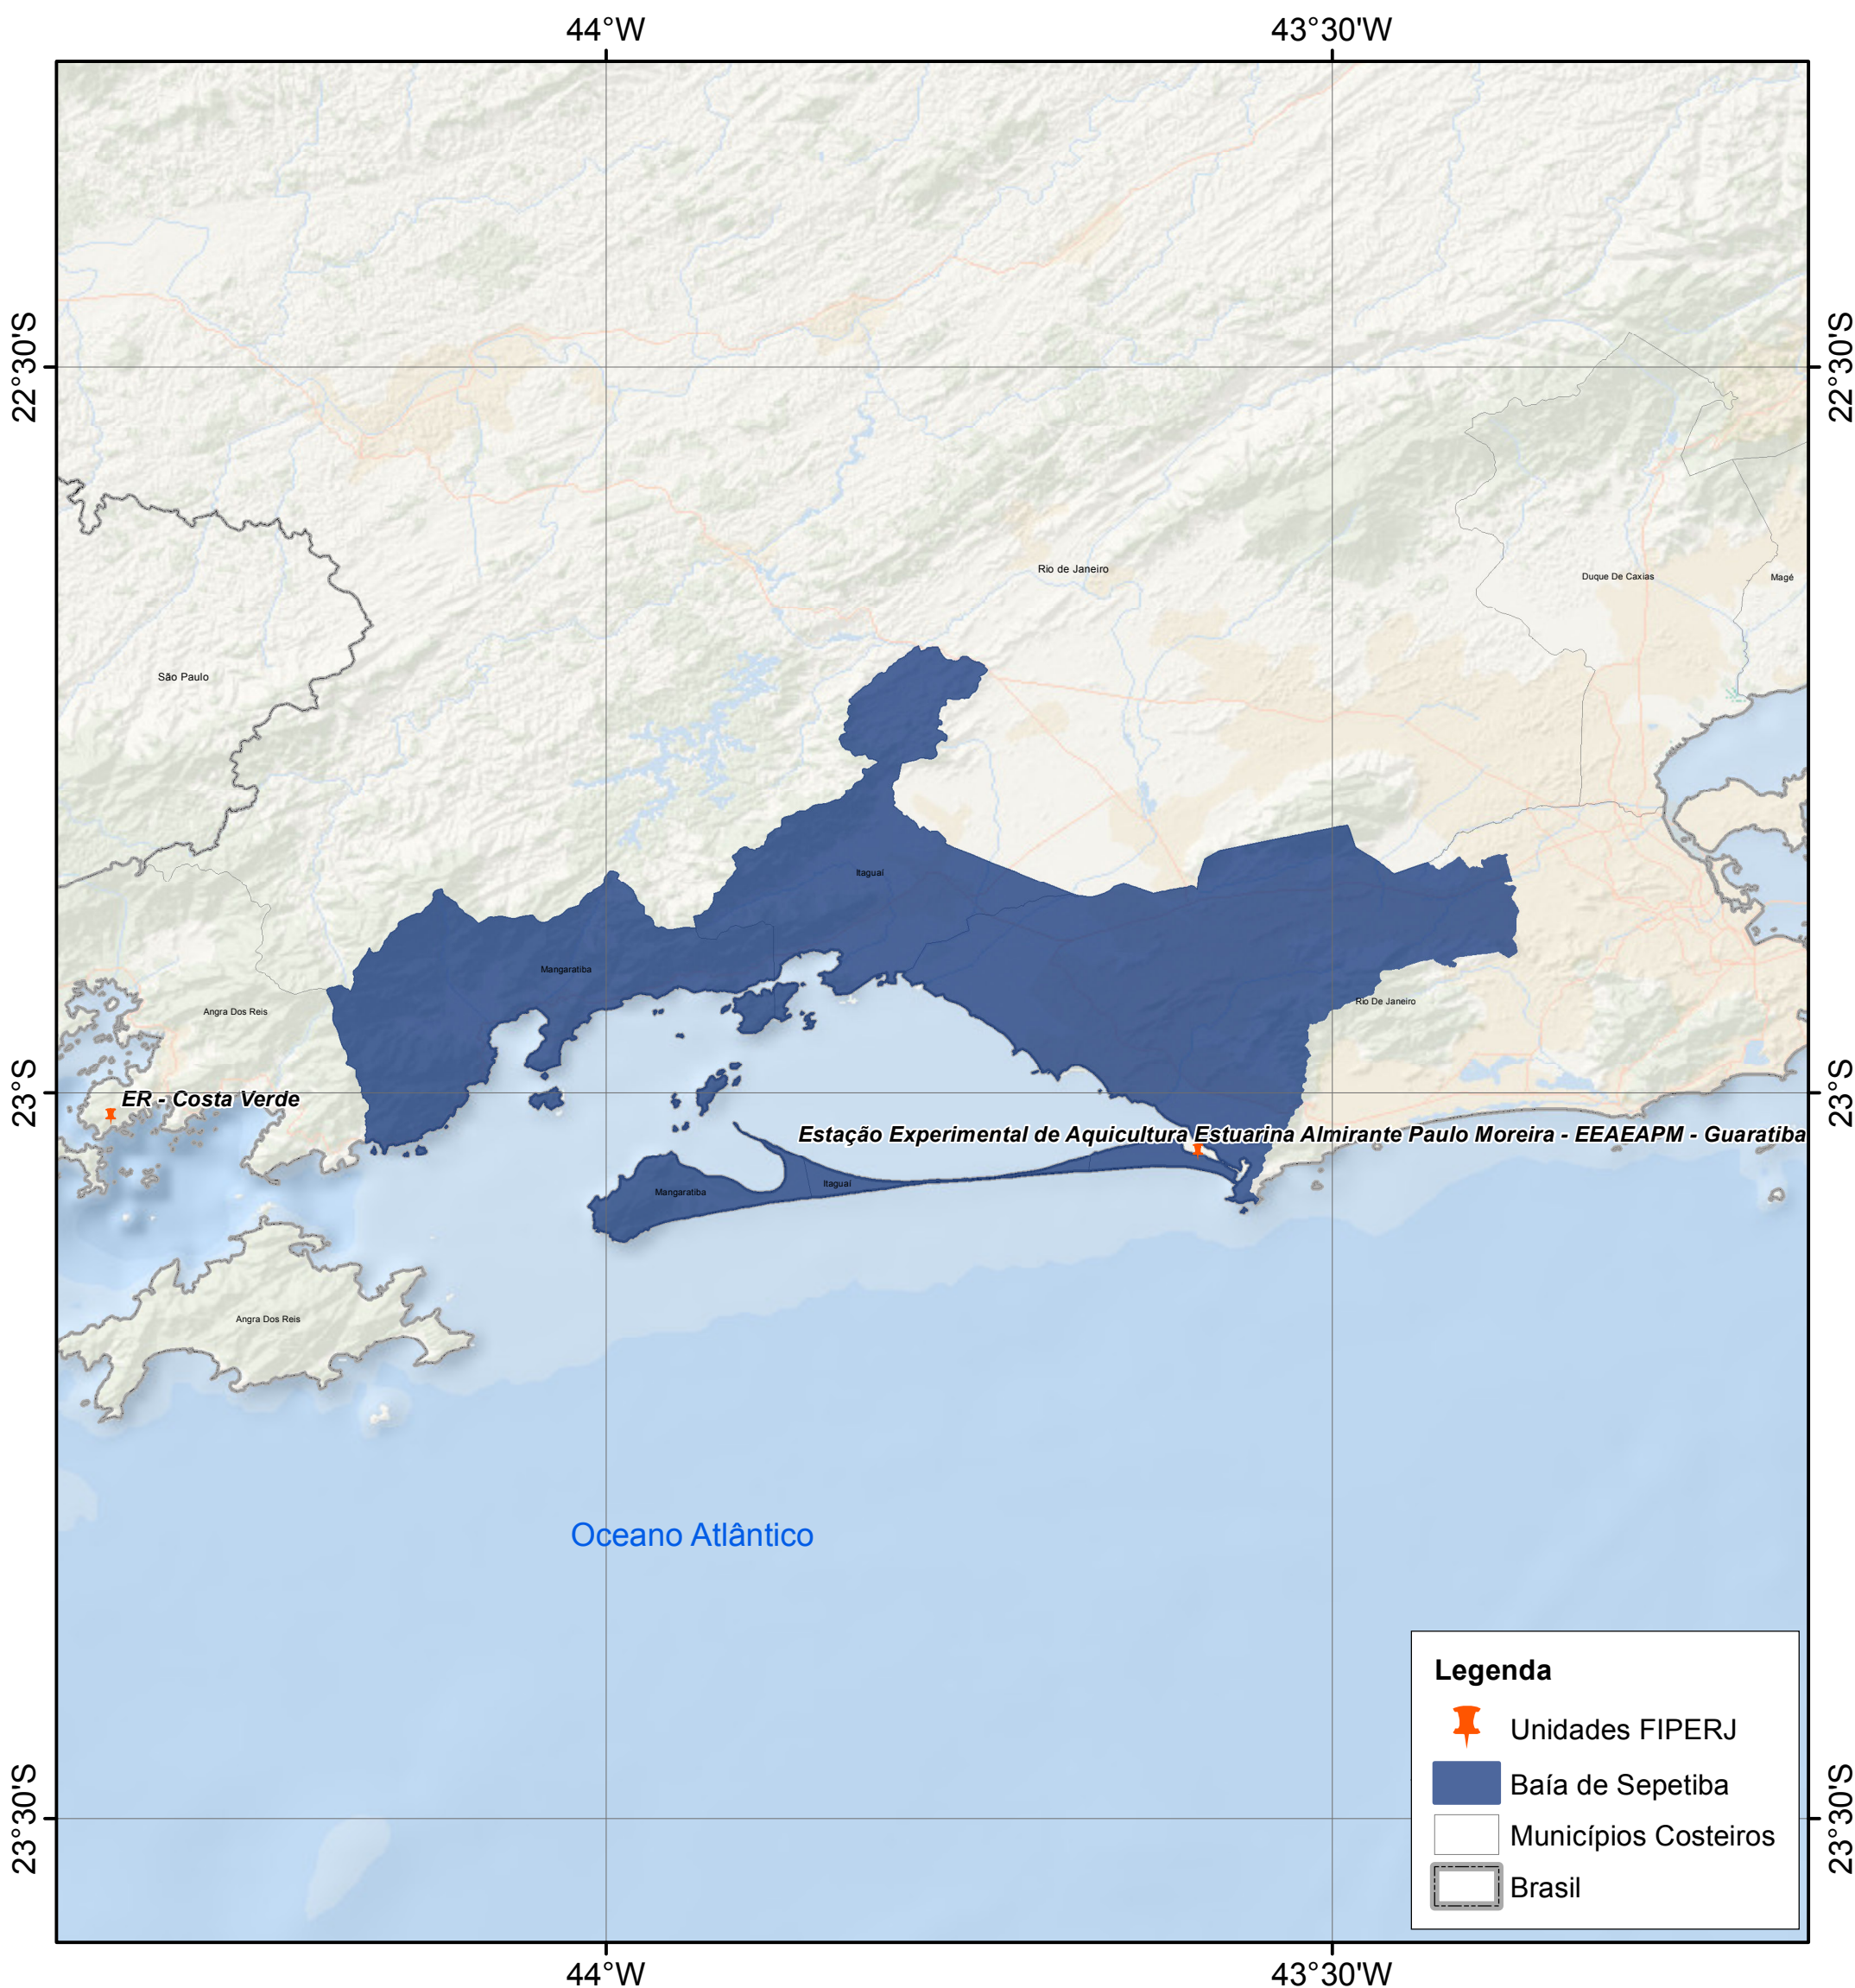 44°W
43°30'W
22°30'S
22°30'S
Rio de Janeiro
Duque De Caxias
Magé
São Paulo
Itaguaí
Mangaratiba
Rio De Janeiro
Angra Dos Reis
23°S
23°S
ER - Costa Verde
Estação Experimental de Aquicultura Estuarina Almirante Paulo Moreira - EEAEAPM - Guaratiba
Itaguaí
Mangaratiba
Angra Dos Reis
Oceano Atlântico
Legenda
Unidades FIPERJ
Baía de Sepetiba
Municípios Costeiros
Brasil
23°30'S
23°30'S
44°W
43°30'W